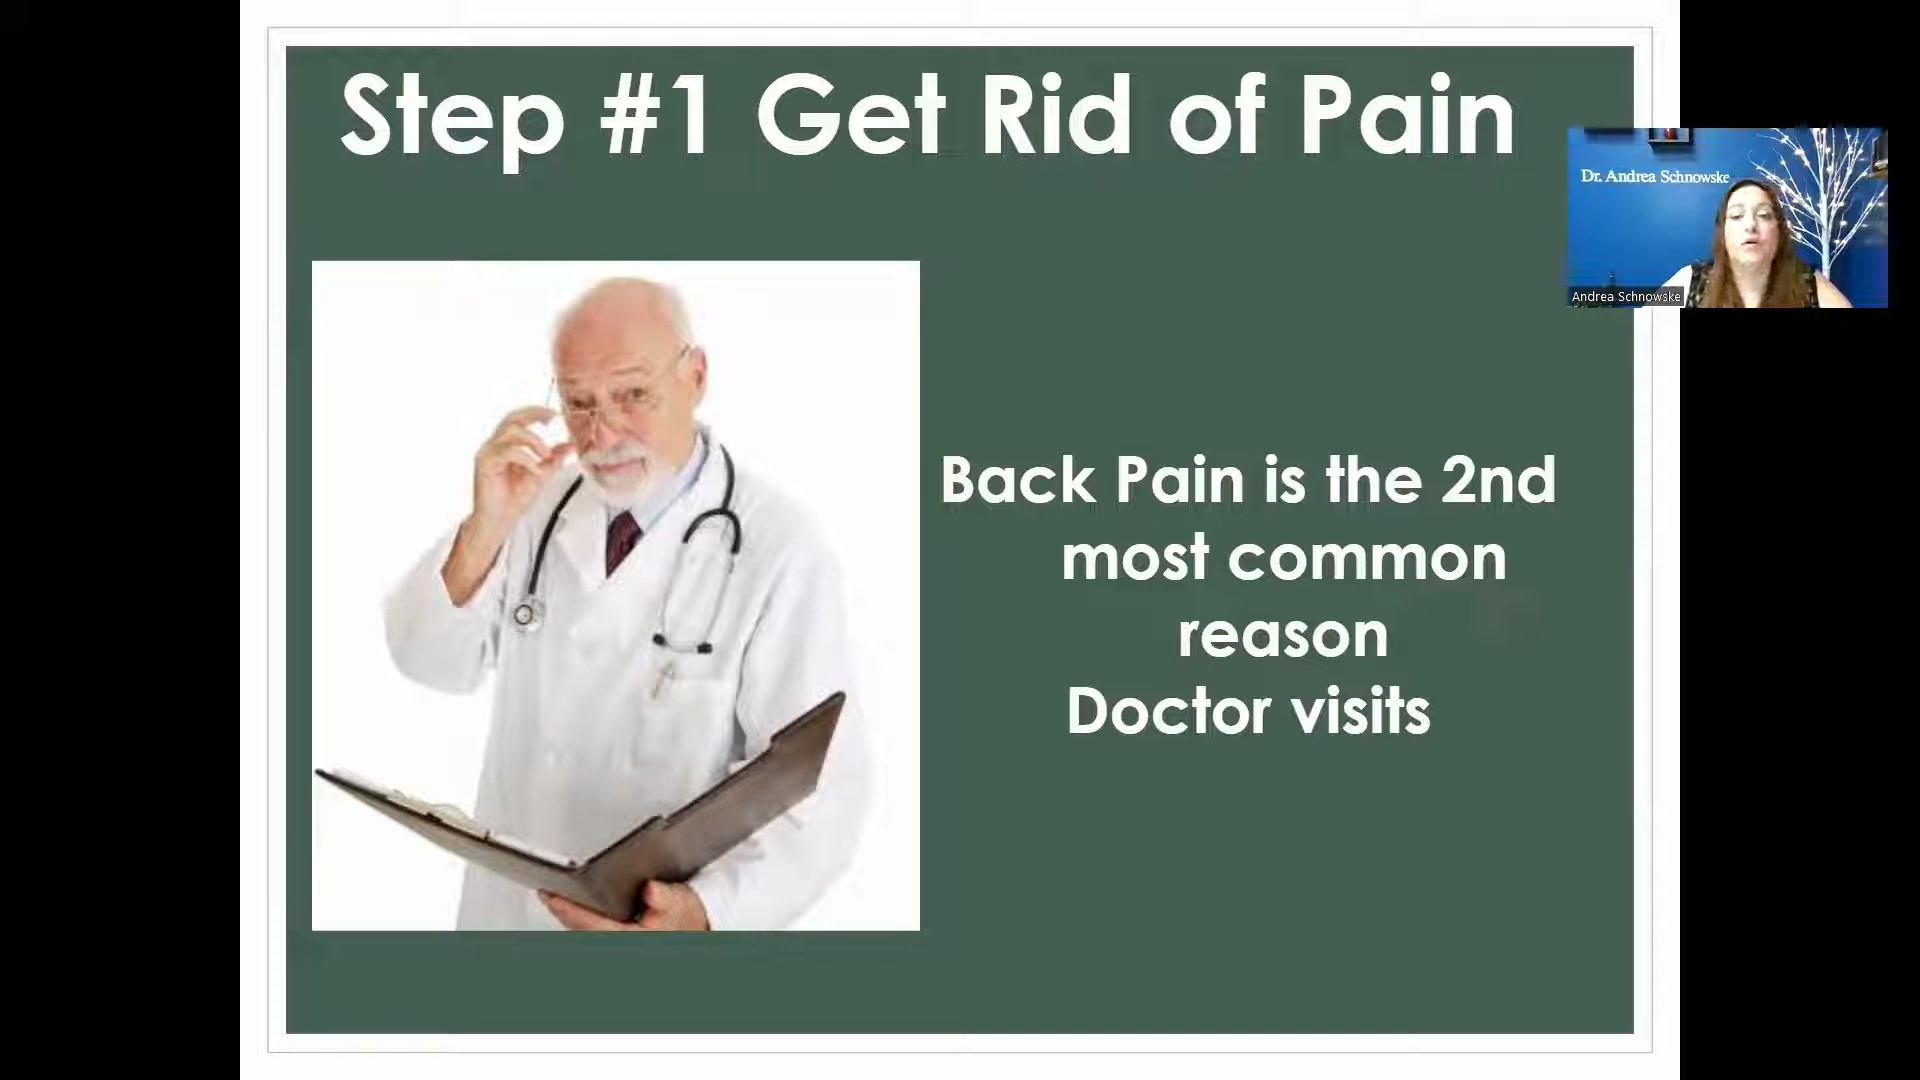 Step #1 Get Rid of Pain
Dr. Andrea Schnowske
Andrea Schnowske
Back Pain is the 2nd
most common
reason
Doctor visits